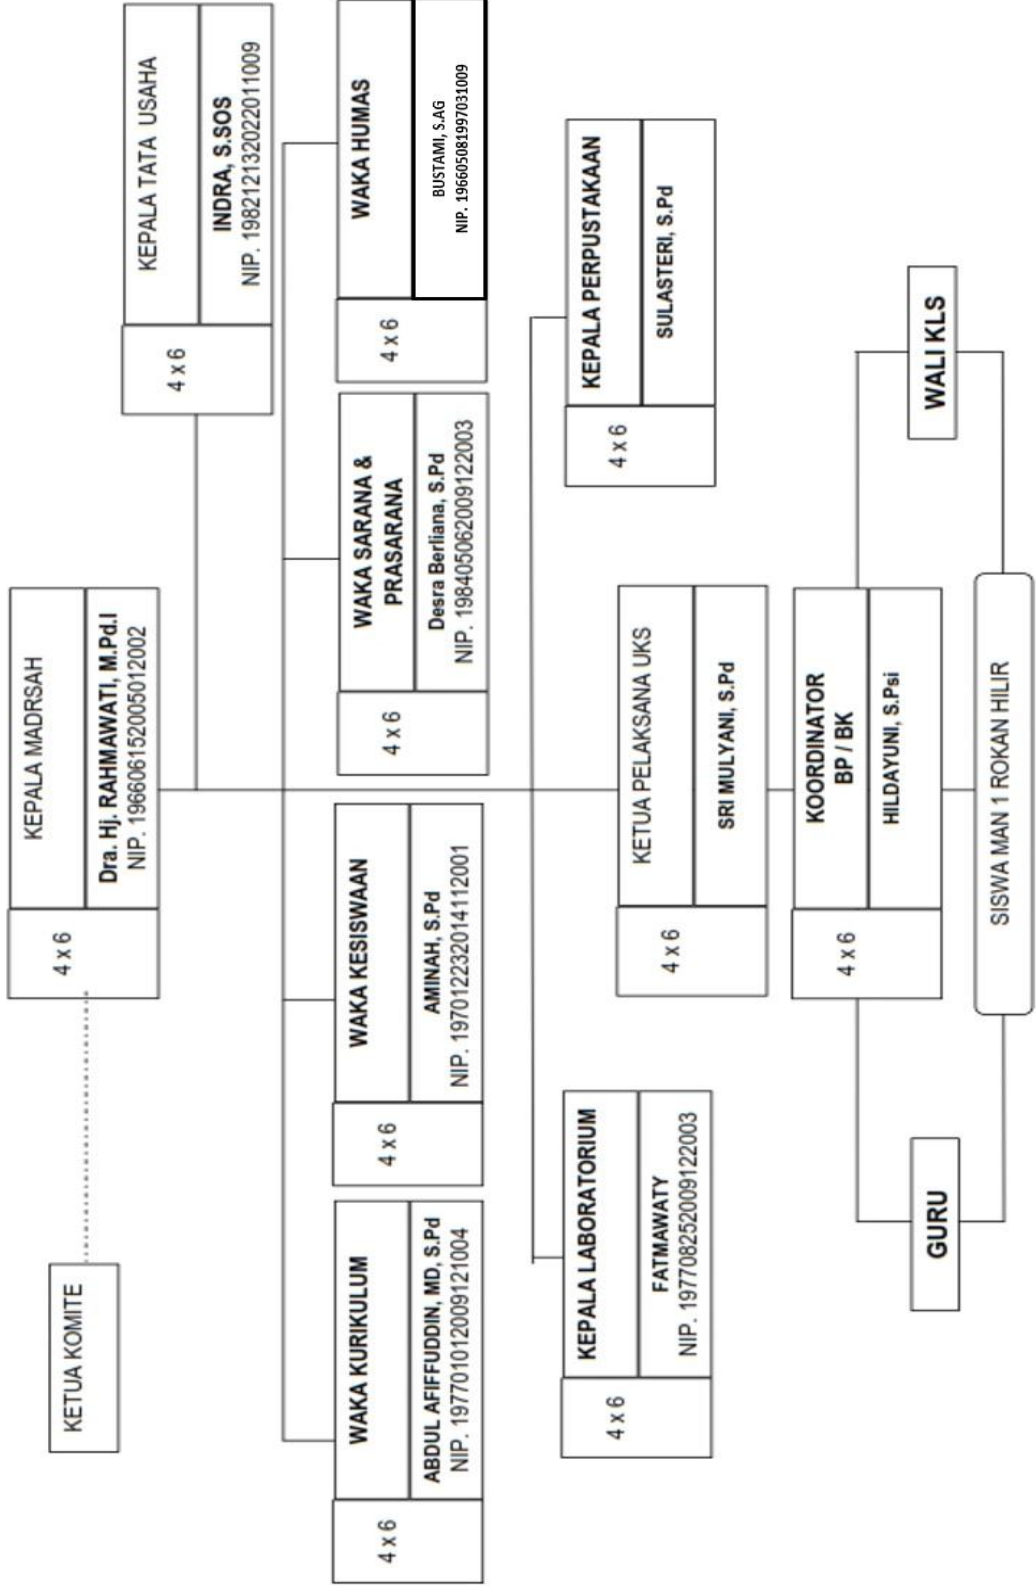 KETUA KOMITE
4 x 6
KEPALA MADRSAH
Dra. Hj. RAHMAWATI, M.Pd.I
NIP. 196606152005012002
4 x 6
KEPALA TATA USAHA
INDRA, S.SOS
NIP. 198212132022011009
4 x 6
WAKA KURIKULUM
ABDUL AFIFFUDDIN, MD, S.Pd
NIP. 197701012009121004
4 x 6
WAKA KESISWAAN
AMINAH, S.Pd
NIP. 197012232014112001
4 x 6
WAKA SARANA &
PRASARANA
Desra Berliana, S.Pd
NIP. 198405062009122003
4 x 6
WAKA HUMAS
BUSTAMI, S.AG
NIP. 196605081997031009
4 x 6
KEPALA LABORATORIUM
FATMAWATY
NIP. 197708252009122003
4 x 6
KETUA PELAKSANA UKS
SRI MULYANI, S.Pd
4 x 6
KEPALA PERPUSTAKAAN
SULASTERI, S.Pd
4 x 6
KOORDINATOR
BP / BK
HILDAYUNI, S.Psi
GURU
WALI KLS
SISWA MAN 1 ROKAN HILIR